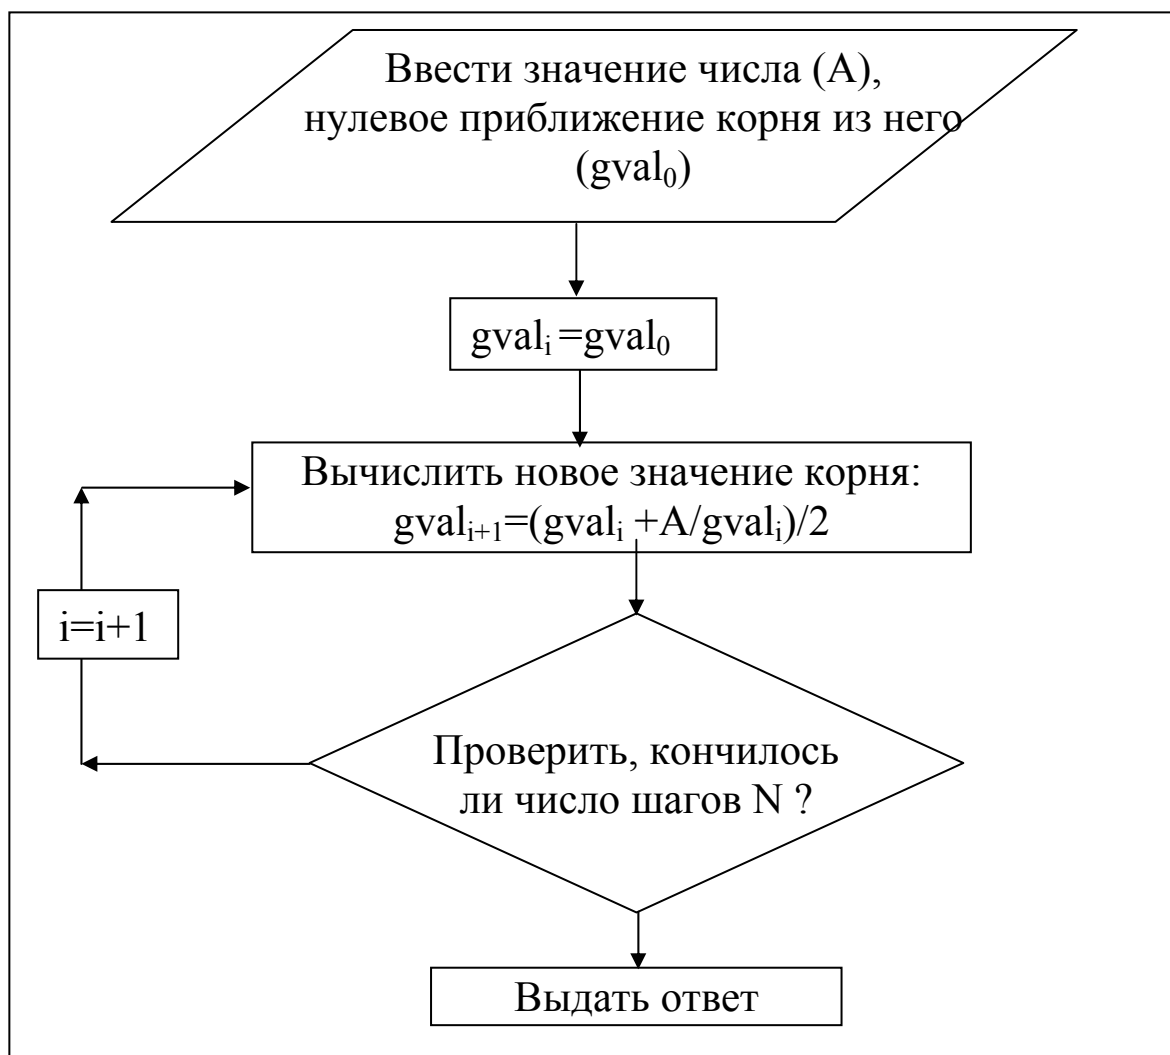 Ввести значение числа (A),
нулевое приближение корня из него
(gval₀)
gvalᵢ =gval₀
Вычислить новое значение корня:
gvalᵢ₊₁=(gvalᵢ +A/gvalᵢ)/2
i=i+1
Проверить, кончилось
ли число шагов N ?
Выдать ответ